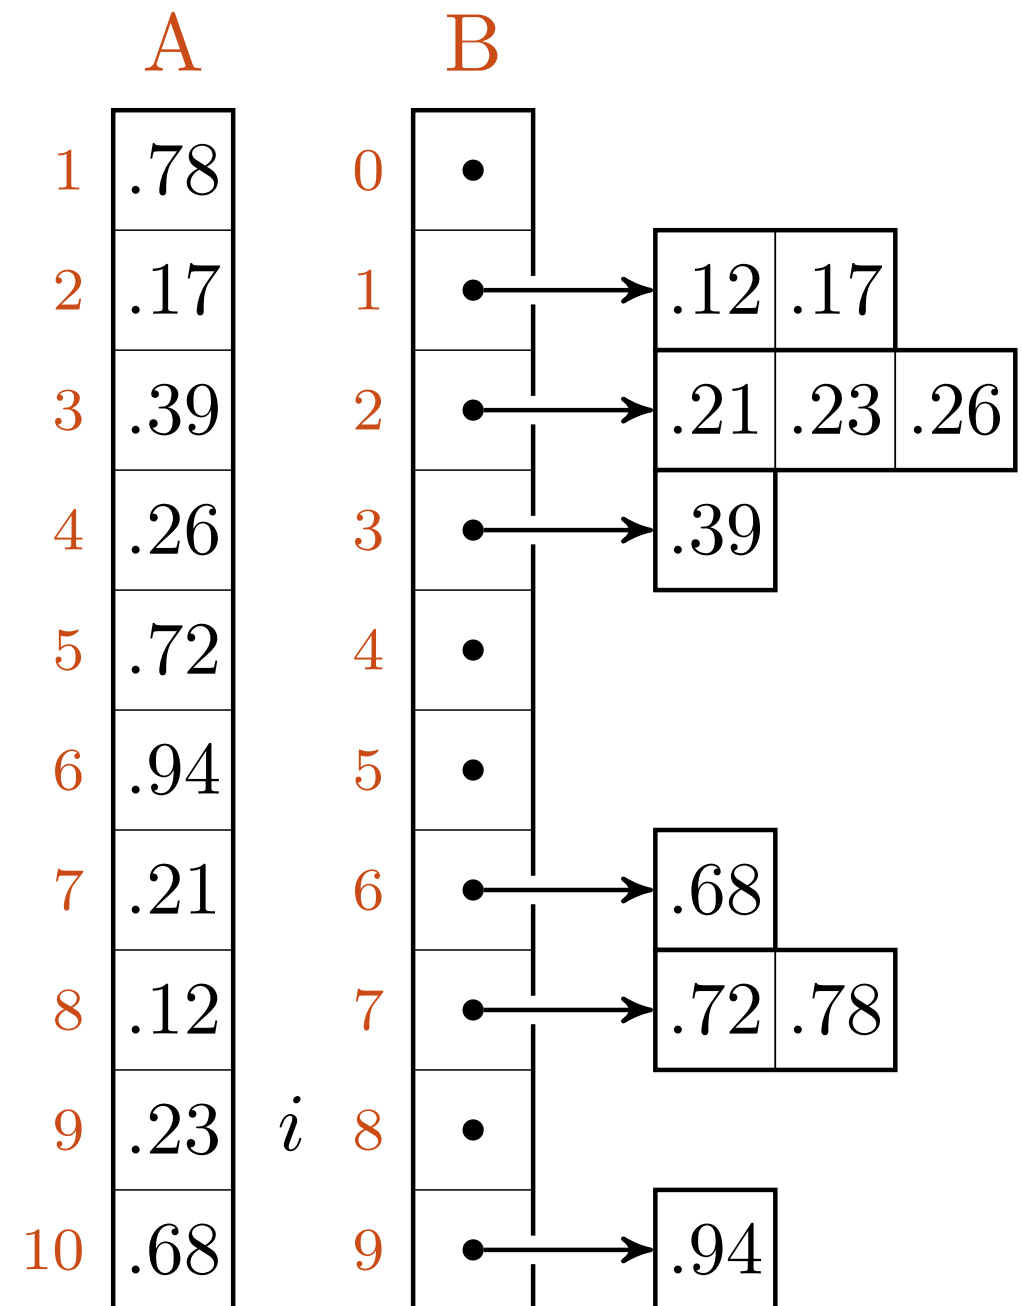 A B
1 .78 0
2 .17 1 .12 .17
3 .39 2 .21 .23 .26
4 .26 3 .39
5 .72 4
6 .94 5
7 .21 6 .68
8 .12 7 .72 .78
9 .23 i 8
10 .68 9 .94